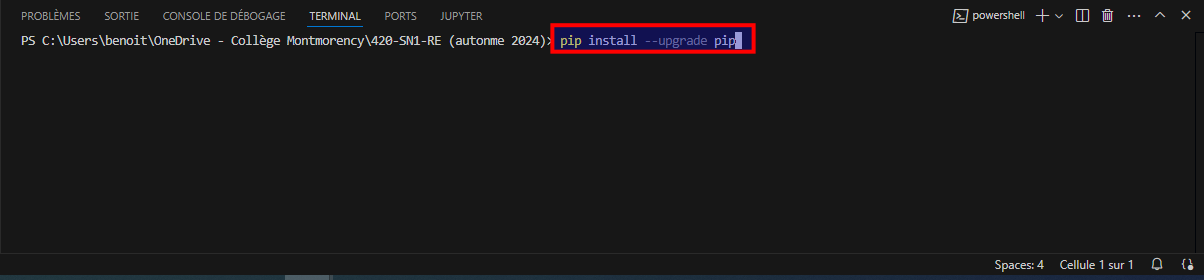 PROBLÈMES SORTIE CONSOLE DE DÉBOGAGE TERMINAL PORTS JUPYTER powershell
PS C:\Users\benoit\OneDrive - Collège Montmorency\420-SN1-RE (autonme 2024)> pip install --upgrade pip
Spaces: 4 Cellule 1 sur 1